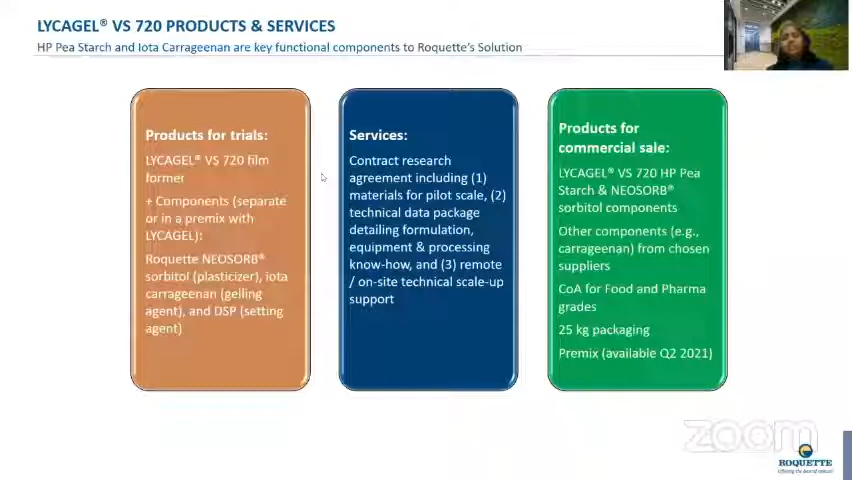 LYCAGEL® VS 720 PRODUCTS & SERVICES
HP Pea Starch and Iota Carrageenan are key functional components to Roquette's Solution
Products for trials:
LYCAGEL® VS 720 film
former
+ Components (separate
or in a premix with
LYCAGEL):
Roquette NEOSORB®
sorbitol (plasticizer), iota
carrageenan (gelling
agent), and DSP (setting
agent)
Services:
Contract research
agreement including (1)
materials for pilot scale, (2)
technical data package
detailing formulation,
equipment & processing
know-how, and (3) remote
/ on-site technical scale-up
support
Products for
commercial sale:
LYCAGEL® VS 720 HP Pea
Starch & NEOSORB®
sorbitol components
Other components (e.g.,
carrageenan) from chosen
suppliers
CoA for Food and Pharma
grades
25 kg packaging
Premix (available Q2 2021)
zoom
ROQUETTE